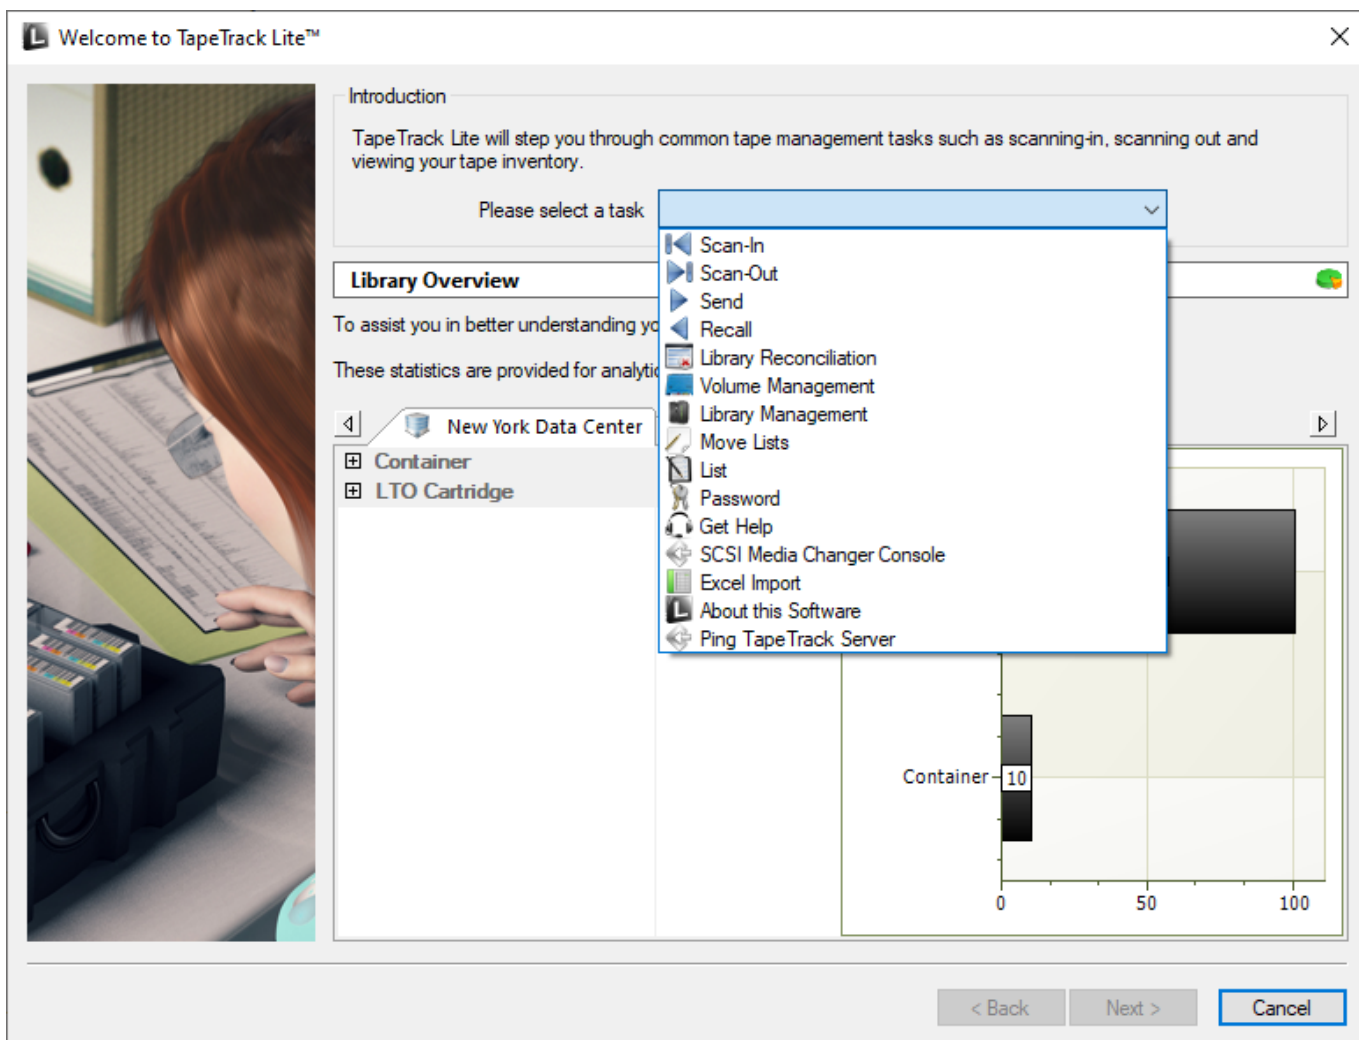 Welcome to TapeTrack Lite™
Introduction
TapeTrack Lite will step you through common tape management tasks such as scanning-in, scanning out and
viewing your tape inventory.
Please select a task
Scan-In
Scan-Out
Send
Recall
Library Reconciliation
Volume Management
Library Management
Move Lists
List
Password
Get Help
SCSI Media Changer Console
Excel Import
About this Software
Ping TapeTrack Server
Library Overview
To assist you in better understanding yo
These statistics are provided for analytic
New York Data Center
Container
LTO Cartridge
Container
10
0 50 100
< Back Next > Cancel